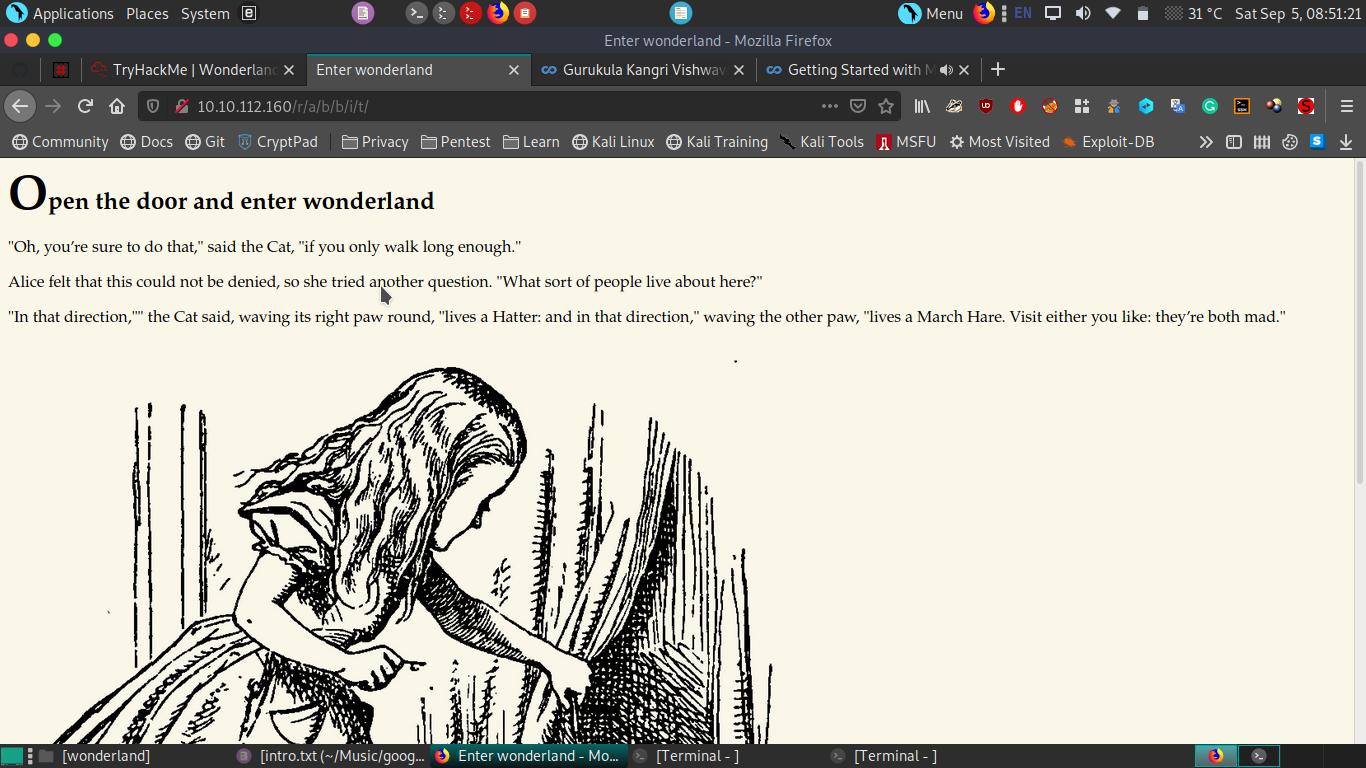 Applications Places System Menu EN 31 °C Sat Sep 5, 08:51:21
Enter wonderland - Mozilla Firefox
TryHackMe | Wonderland Enter wonderland Gurukula Kangri Vishwav Getting Started with M
10.10.112.160/r/a/b/b/i/t/
Community Docs Git CryptPad Privacy Pentest Learn Kali Linux Kali Training Kali Tools MSFU Most Visited Exploit-DB
Open the door and enter wonderland
"Oh, you’re sure to do that," said the Cat, "if you only walk long enough."
Alice felt that this could not be denied, so she tried another question. "What sort of people live about here?"
"In that direction,"" the Cat said, waving its right paw round, "lives a Hatter: and in that direction," waving the other paw, "lives a March Hare. Visit either you like: they’re both mad."
[wonderland] [intro.txt (~/Music/goog... Enter wonderland - Mo... [Terminal - ] [Terminal - ]